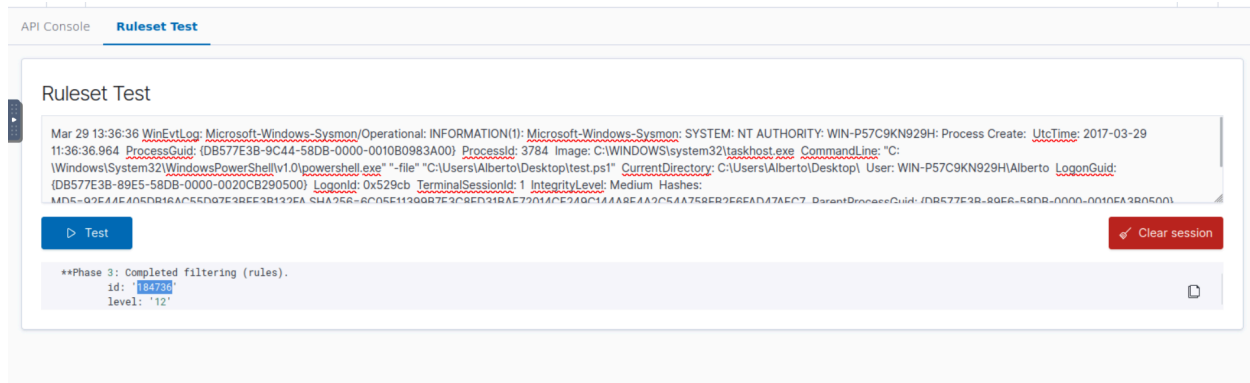 API Console Ruleset Test
Ruleset Test
Mar 29 13:36:36 WinEvtLog: Microsoft-Windows-Sysmon/Operational: INFORMATION(1): Microsoft-Windows-Sysmon: SYSTEM: NT AUTHORITY: WIN-P57C9KN929H: Process Create: UtcTime: 2017-03-29
11:36:36.964 ProcessGuid: {DB577E3B-9C44-58DB-0000-0010B0983A00} ProcessId: 3784 Image: C:\WINDOWS\system32\taskhost.exe CommandLine: "C:
\Windows\System32\WindowsPowerShell\v1.0\powershell.exe" "-file" "C:\Users\Alberto\Desktop\test.ps1" CurrentDirectory: C:\Users\Alberto\Desktop\ User: WIN-P57C9KN929H\Alberto LogonGuid:
{DB577E3B-89E5-58DB-0000-0020CB290500} LogonId: 0x529cb TerminalSessionId: 1 IntegrityLevel: Medium Hashes:
ParentProcessGuid:
Test
Clear session
**Phase 3: Completed filtering (rules).
id: '184736'
level: '12'